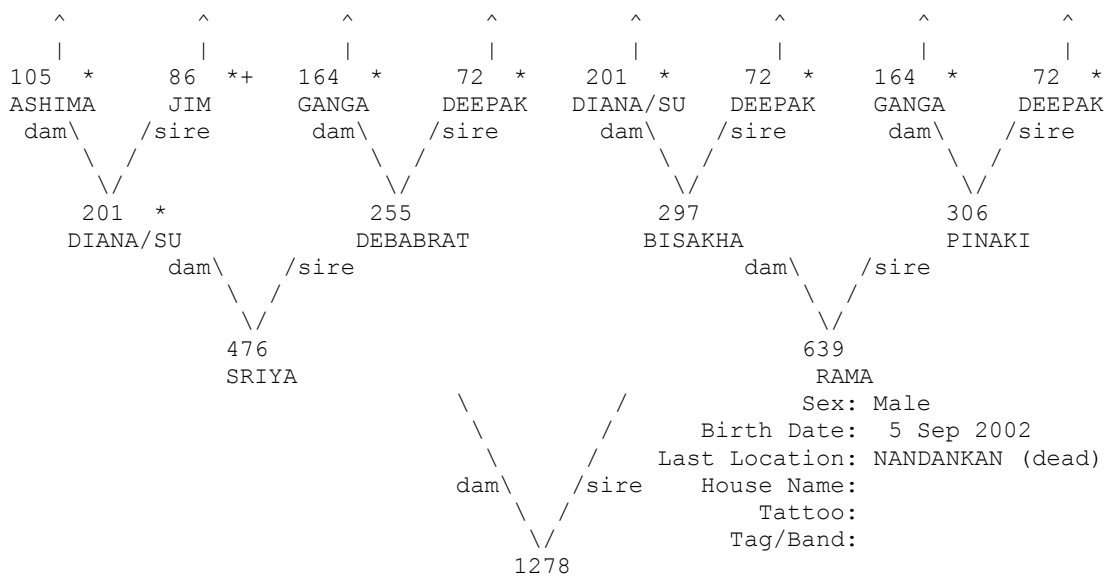 ^ ^ ^ ^ ^ ^ ^ ^
| | | | | | | |
105 * 86 *+ 164 * 72 * 201 * 72 * 164 * 72 *
ASHIMA JIM GANGA DEEPAK DIANA/SU DEEPAK GANGA DEEPAK
dam\ /sire dam\ /sire dam\ /sire dam\ /sire
\ / \ / \ / \ /
\/ \/ \/ \/
201 * 255 297 306
DIANA/SU DEBABRAT BISAKHA PINAKI
dam\ /sire dam\ /sire
\ / \ /
\/ \/
476 639
SRIYA RAMA
\ / Sex: Male
\ / Birth Date: 5 Sep 2002
\ / Last Location: NANDANKAN (dead)
dam\ /sire House Name:
\ / Tattoo:
\/ Tag/Band:
1278